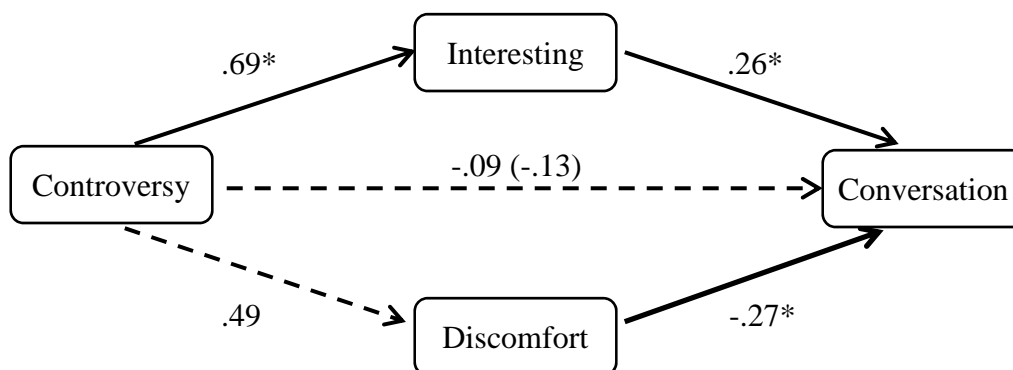 Interesting
.69*
.26*
-.09 (-.13)
Controversy
Conversation
.49
-.27*
Discomfort